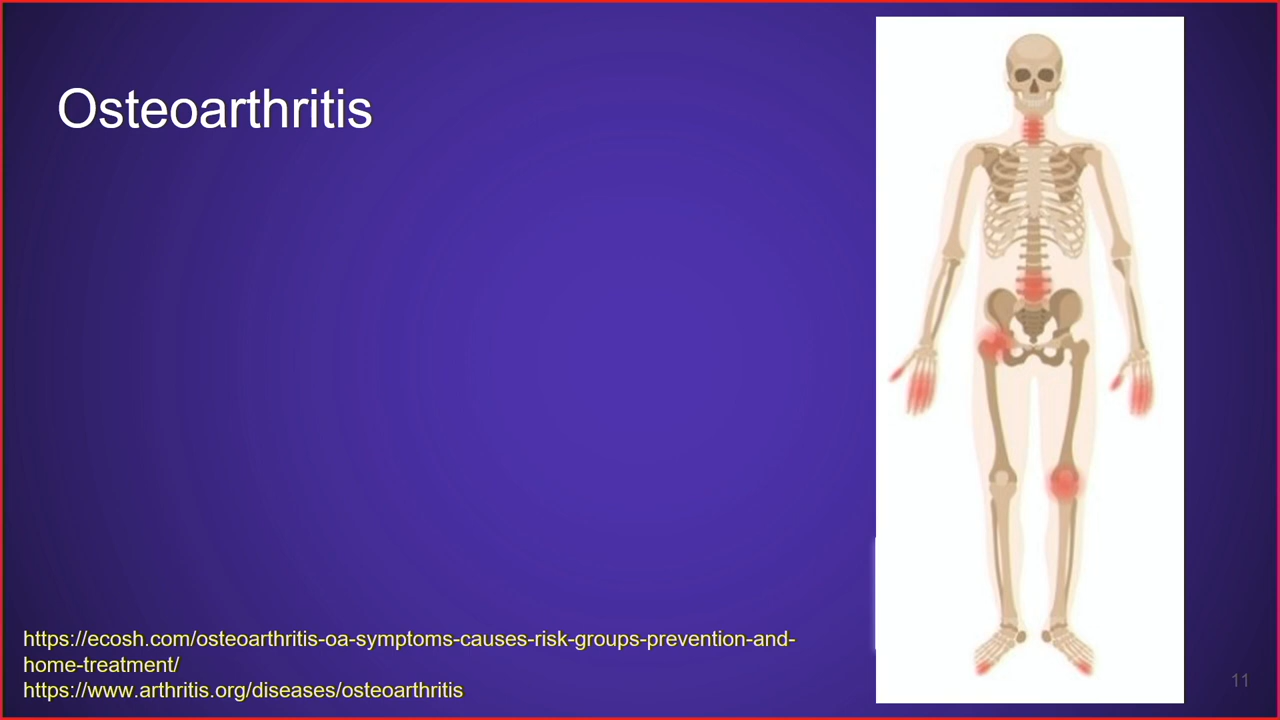 Osteoarthritis
https://ecosh.com/osteoarthritis-oa-symptoms-causes-risk-groups-prevention-and-
home-treatment/
https://www.arthritis.org/diseases/osteoarthritis
11